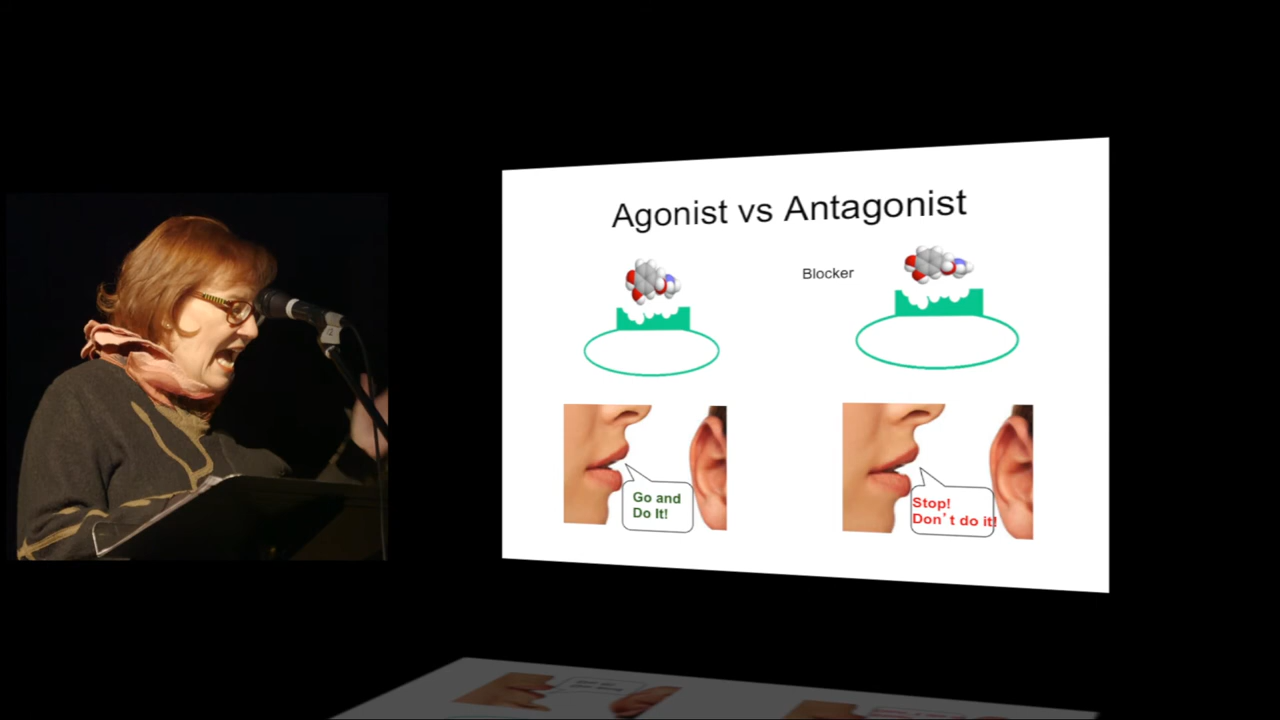 Agonist vs Antagonist
Blocker
Go and
Do It!
Stop!
Don't do it!